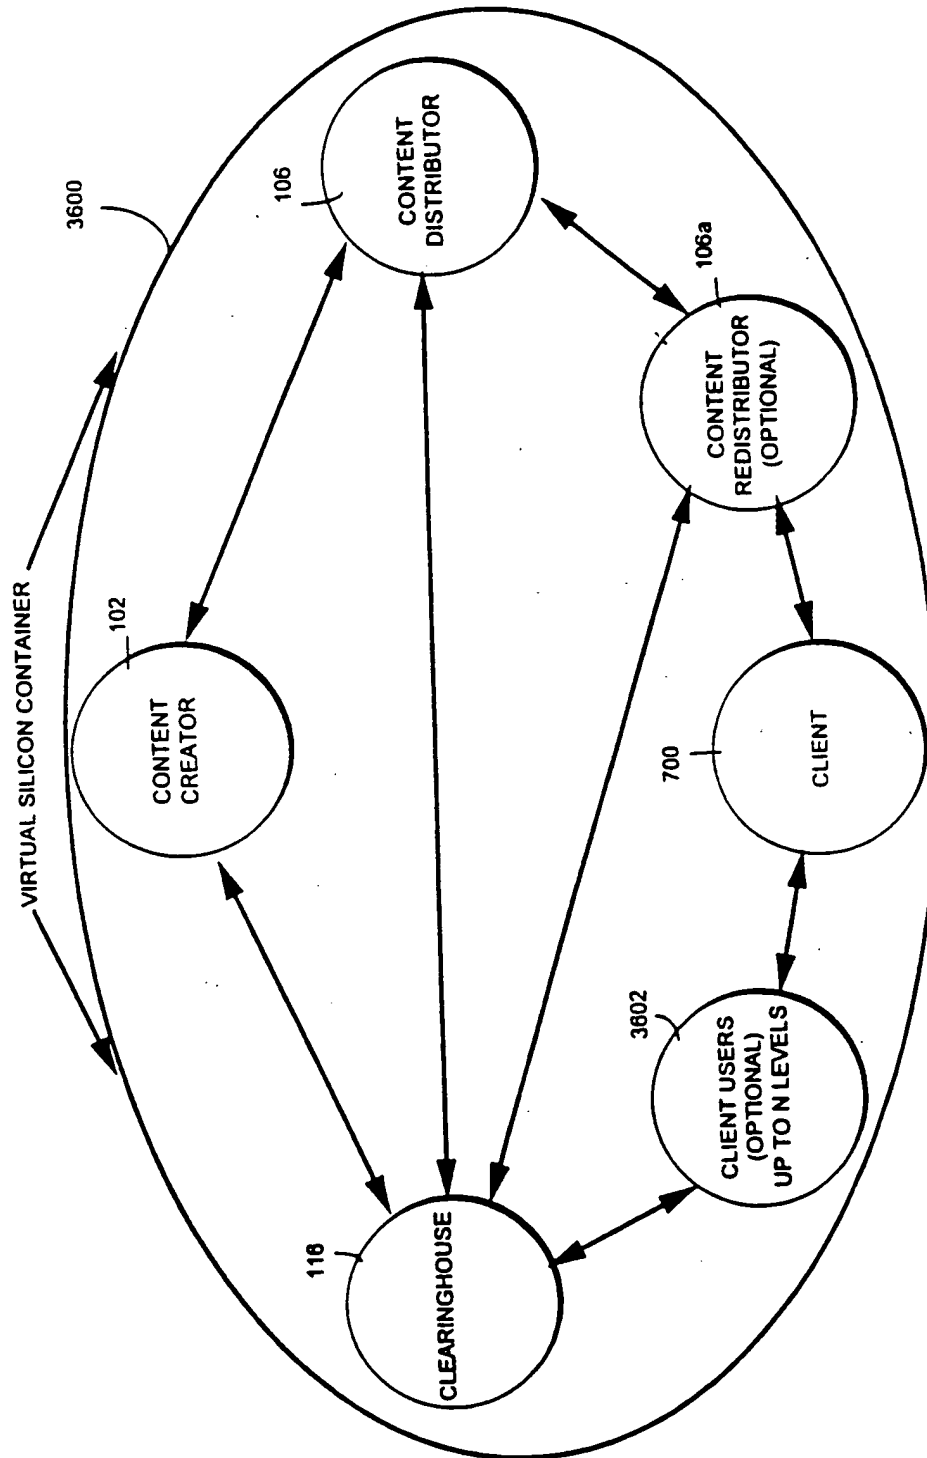 VIRTUAL SILICON CONTAINER
3600
102
CONTENT
CREATOR
106
CONTENT
DISTRIBUTOR
116
CLEARINGHOUSE
106a
CONTENT
REDISTRIBUTOR
(OPTIONAL)
3602
CLIENT USERS
(OPTIONAL)
UP TO N LEVELS
700
CLIENT